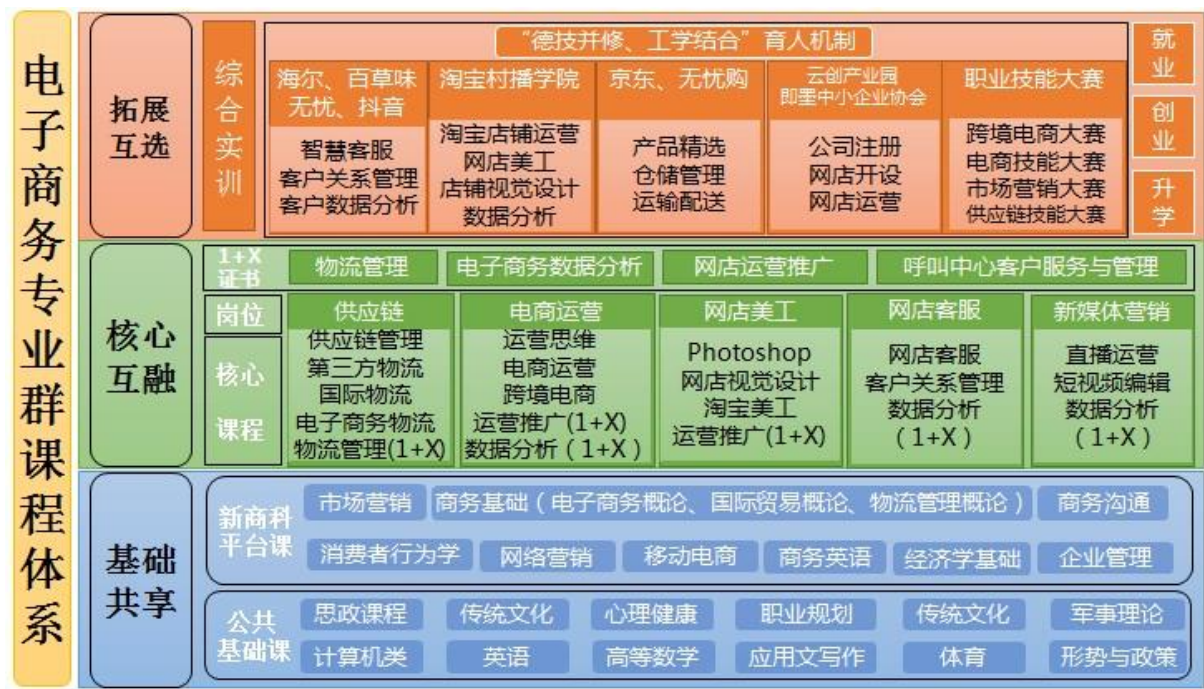 电子商务专业群课程体系
拓展
互选
综合实训
“德技并修、工学结合”育人机制
海尔、百草味
无忧、抖音
智慧客服
客户关系管理
客户数据分析
淘宝村播学院
淘宝店铺运营
网店美工
店铺视觉设计
数据分析
京东、无忧购
产品精选
仓储管理
运输配送
云创产业园
即墨中小企业协会
公司注册
网店开设
网店运营
职业技能大赛
跨境电商大赛
电商技能大赛
市场营销大赛
供应链技能大赛
就业
创业
升学
核心
互融
1+X
证书
物流管理
电子商务数据分析
网店运营推广
呼叫中心客户服务与管理
岗位
核心
课程
供应链
供应链管理
第三方物流
国际物流
电子商务物流
物流管理(1+X)
电商运营
运营思维
电商运营
跨境电商
运营推广(1+X)
数据分析（1+X）
网店美工
Photoshop
网店视觉设计
淘宝美工
运营推广(1+X)
网店客服
网店客服
客户关系管理
数据分析
（1+X）
新媒体营销
直播运营
短视频编辑
数据分析
（1+X）
基础
共享
新商科
平台课
市场营销
商务基础（电子商务概论、国际贸易概论、物流管理概论）
商务沟通
消费者行为学
网络营销
移动电商
商务英语
经济学基础
企业管理
公共
基础课
思政课程
传统文化
心理健康
职业规划
传统文化
军事理论
计算机类
英语
高等数学
应用文写作
体育
形势与政策